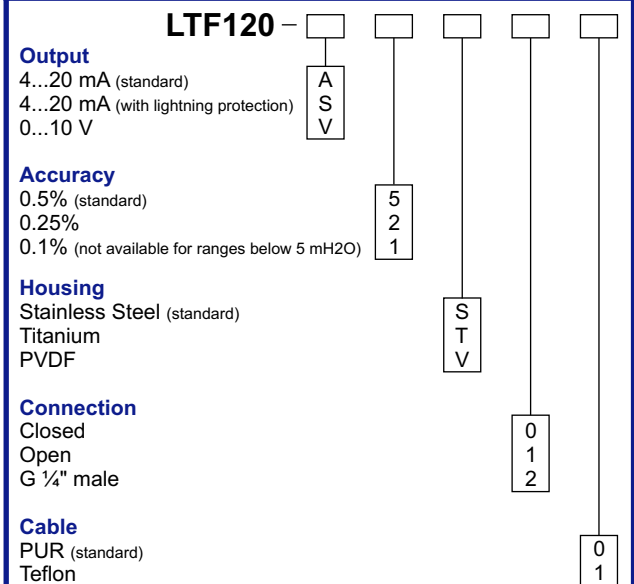 LTF120 –
Output
4...20 mA (standard) A
4...20 mA (with lightning protection) S
0...10 V V
Accuracy
0.5% (standard) 5
0.25% 2
0.1% (not available for ranges below 5 mH2O) 1
Housing
Stainless Steel (standard) S
Titanium T
PVDF V
Connection
Closed 0
Open 1
G ¼" male 2
Cable
PUR (standard) 0
Teflon 1